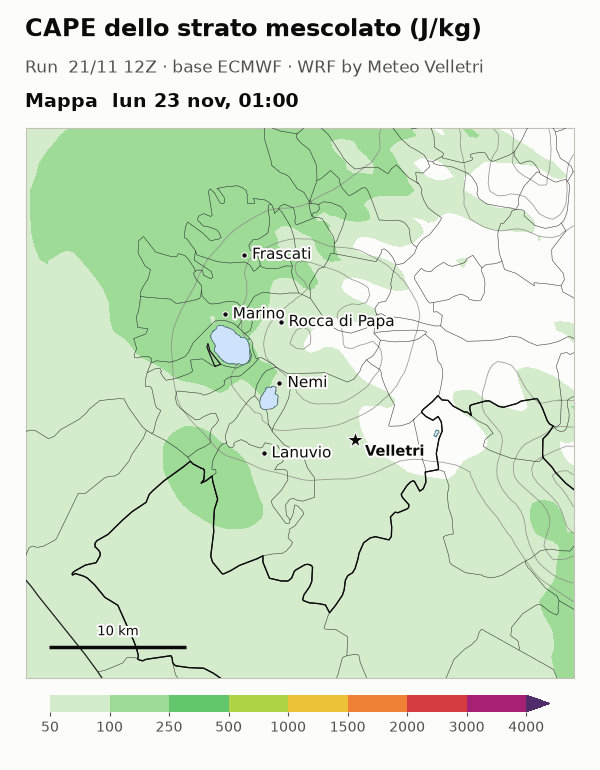 CAPE dello strato mescolato (J/kg)
Run  21/11 12Z · base ECMWF · WRF by Meteo Velletri
Mappa  lun 23 nov, 01:00
Frascati
Marino
Rocca di Papa
Nemi
Velletri
Lanuvio
10 km
50 100 250 500 1000 1500 2000 3000 4000